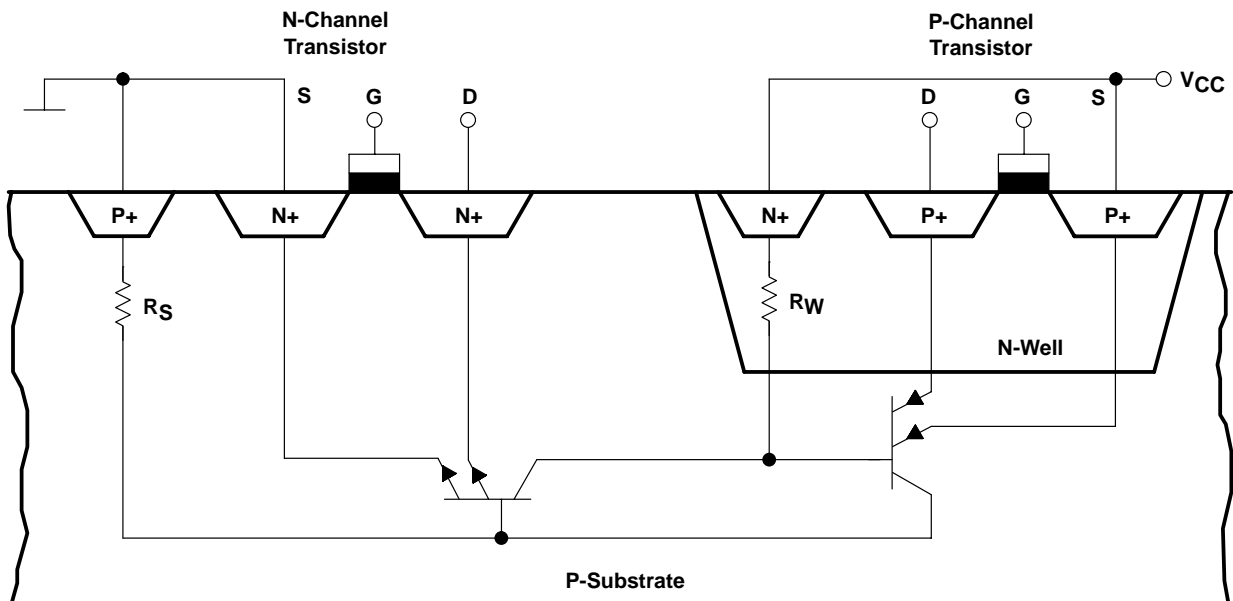 N-Channel
Transistor
P-Channel
Transistor
S
G
D
D
G
S
VCC
P+
N+
N+
N+
P+
P+
RS
RW
N-Well
P-Substrate